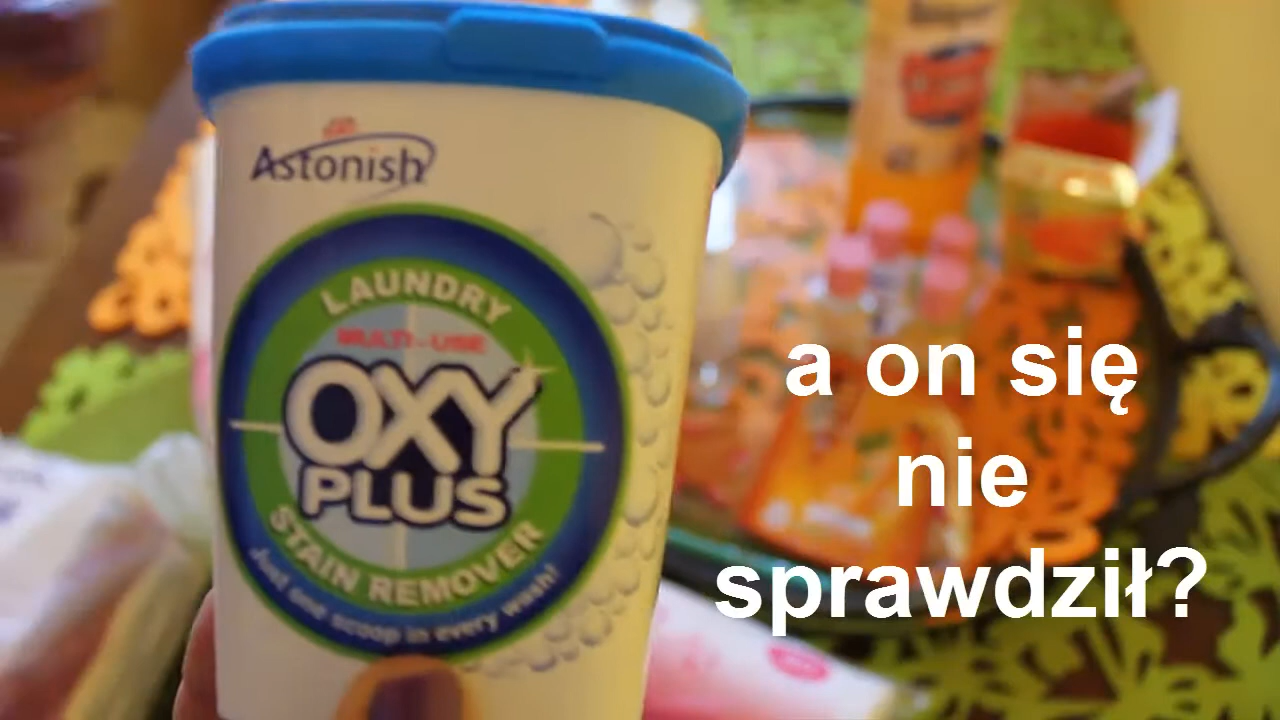 Astonish
LAUNDRY
MULTI-USE
OXY
PLUS
STAIN REMOVER
Just one scoop in every wash!
a on się
nie
sprawdził?